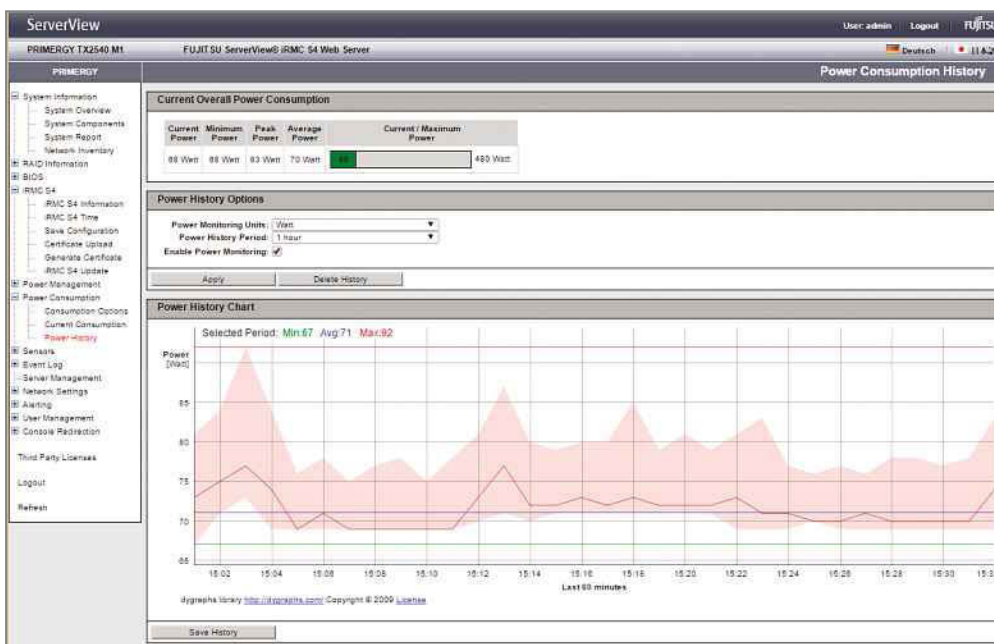 ServerView
User: admin Logout
PRIMERGY TX2540 M1
FUJITSU ServerView® iRMC S4 Web Server
Deutsch
PRIMERGY
Power Consumption History
System Information
System Overview
System Components
System Report
Network Inventory
RAID Information
BIOS
iRMC S4
iRMC S4 Information
iRMC S4 Time
Save Configuration
Certificate Upload
Generate Certificate
iRMC S4 Update
Power Management
Power Consumption
Consumption Options
Current Consumption
Power History
Sensors
Event Log
Server Management
Network Settings
Alerting
User Management
Console Redirection
Third Party Licenses
Logout
Refresh
Current Overall Power Consumption
Current Power Minimum Power Peak Power Average Power Current / Maximum Power
68 Watt 68 Watt 83 Watt 70 Watt 480 Watt
Power History Options
Power Monitoring Units: Watt
Power History Period: 1 hour
Enable Power Monitoring:
Apply Delete History
Power History Chart
Selected Period: Min:67 Avg:71 Max:92
Power
[Watt]
85
80
75
70
65
15:02 15:04 15:06 15:08 15:10 15:12 15:14 15:16 15:18 15:20 15:22 15:24 15:26 15:28 15:30
Last 60 minutes
dygraphs library http://dygraphs.com/ Copyright © 2009 License
Save History